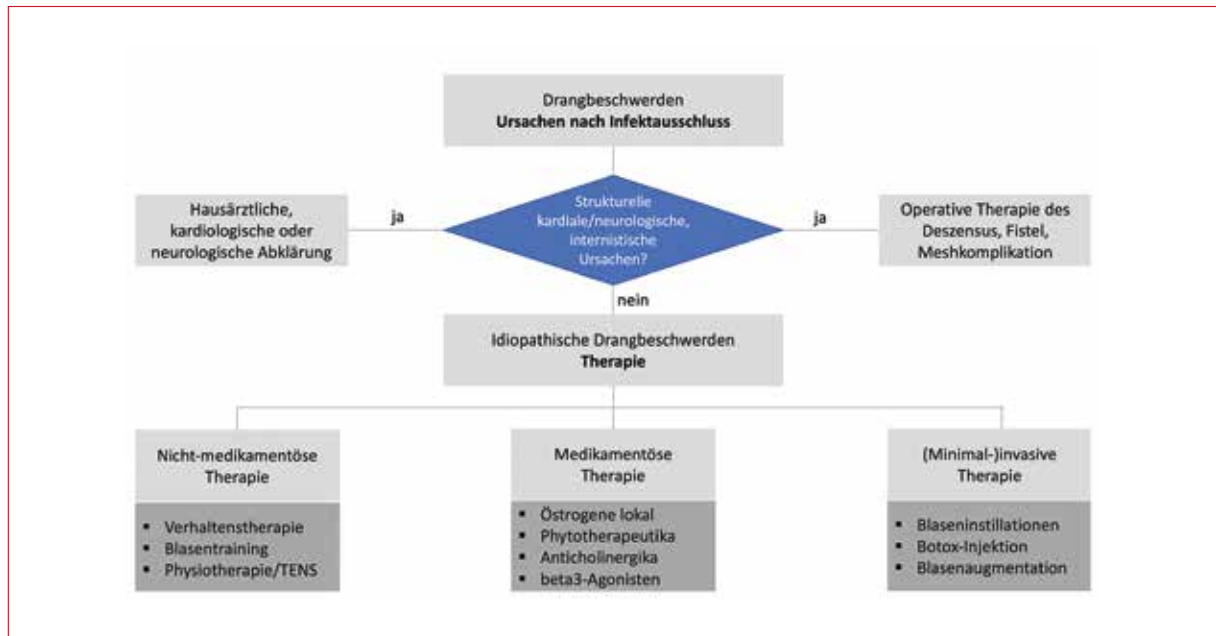 Drangbeschwerden
Ursachen nach Infektausschluss
Hausärztliche,
kardiologische oder
neurologische Abklärung
ja
Strukturelle
kardiale/neurologische,
internistische
Ursachen?
ja
Operative Therapie des
Deszensus, Fistel,
Meshkomplikation
nein
Idiopathische Drangbeschwerden
Therapie
Nicht-medikamentöse
Therapie
▪ Verhaltenstherapie
▪ Blasentraining
▪ Physiotherapie/TENS
Medikamentöse
Therapie
▪ Östrogene lokal
▪ Phytotherapeutika
▪ Anticholinergika
▪ beta3-Agonisten
(Minimal-)invasive
Therapie
▪ Blaseninstillationen
▪ Botox-Injektion
▪ Blasenaugmentation